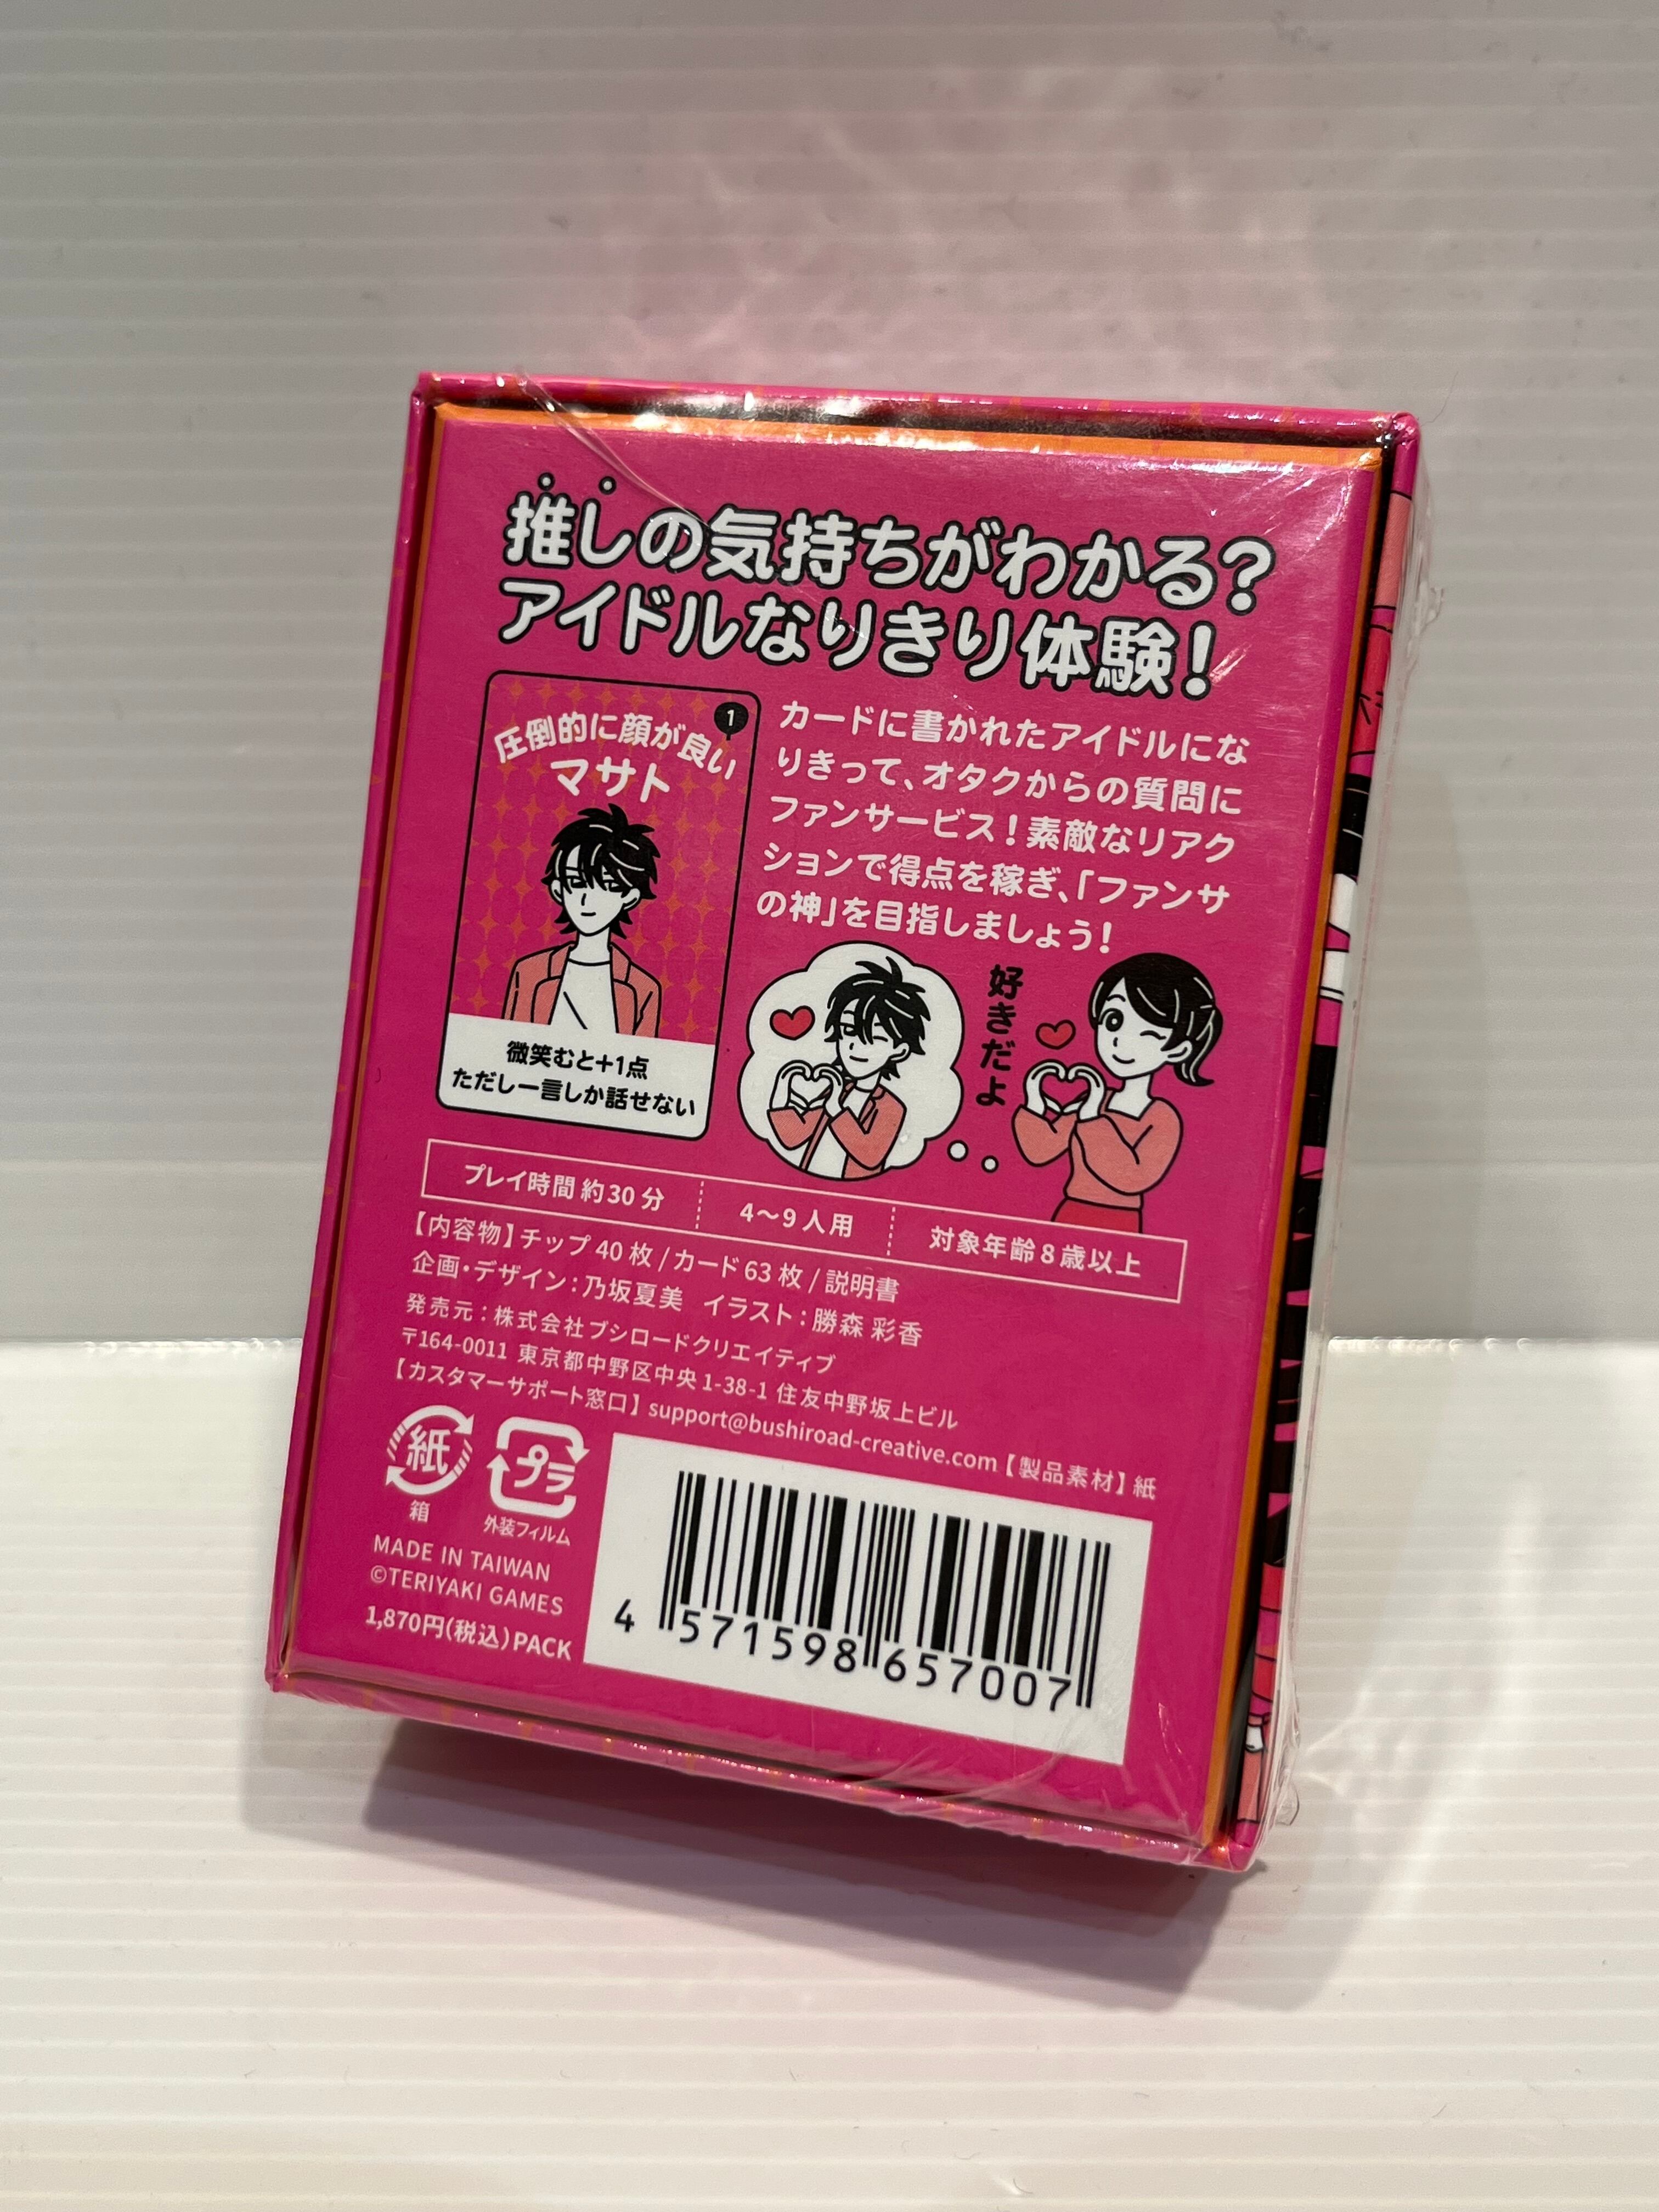 推しの気持ちがわかる?
アイドルなりきり体験!
1
圧倒的に顔が良い
マサト
微笑むと+1点
ただし一言しか話せない
カードに書かれたアイドルにな
りきって、オタクからの質問に
ファンサービス!素敵なリアク
ションで得点を稼ぎ、「ファンサ
の神」を目指しましょう!
好きだよ
プレイ時間 約30分
4〜9人用
対象年齢8歳以上
【内容物】チップ 40 枚 / カード 63 枚 / 説明書
企画・デザイン:乃坂夏美 イラスト:勝森 彩香
発売元:株式会社ブシロードクリエイティブ
〒164-0011 東京都中野区中央 1-38-1 住友中野坂上ビル
【カスタマーサポート窓口】support@bushiroad-creative.com【製品素材】紙
紙
箱
プラ
外装フィルム
MADE IN TAIWAN
©TERIYAKI GAMES
1,870円(税込)PACK
4 571598 657007